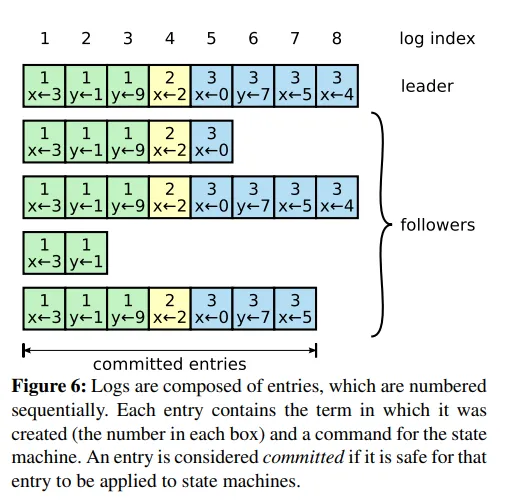 1 2 3 4 5 6 7 8 log index
1 1 1 2 3 3 3 3
x←3 y←1 y←9 x←2 x←0 y←7 x←5 x←4
leader
1 1 1 2 3
x←3 y←1 y←9 x←2 x←0
1 1 1 2 3 3 3 3
x←3 y←1 y←9 x←2 x←0 y←7 x←5 x←4
followers
1 1
x←3 y←1
1 1 1 2 3 3 3
x←3 y←1 y←9 x←2 x←0 y←7 x←5
committed entries
Figure 6: Logs are composed of entries, which are numbered
sequentially. Each entry contains the term in which it was
created (the number in each box) and a command for the state
machine. An entry is considered committed if it is safe for that
entry to be applied to state machines.